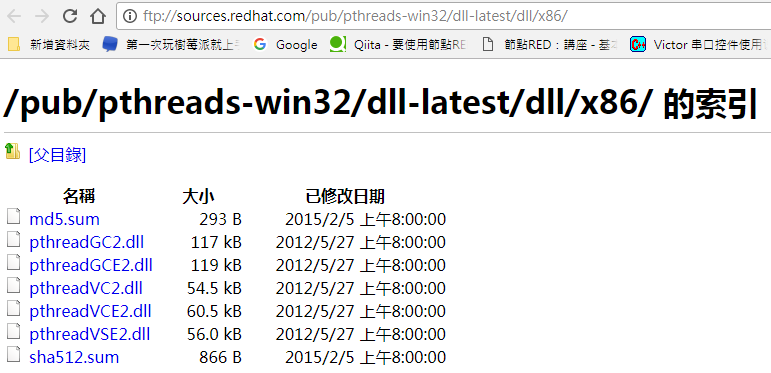 ftp://sources.redhat.com/pub/pthreads-win32/dll-latest/dll/x86/
新增資料夾 第一次玩樹莓派就上手 Google Qiita - 要使用節點RE 節點RED：講座 - 基本 Victor 串口控件使用
/pub/pthreads-win32/dll-latest/dll/x86/ 的索引
[父目錄]
名稱 大小 已修改日期
md5.sum 293 B 2015/2/5 上午8:00:00
pthreadGC2.dll 117 kB 2012/5/27 上午8:00:00
pthreadGCE2.dll 119 kB 2012/5/27 上午8:00:00
pthreadVC2.dll 54.5 kB 2012/5/27 上午8:00:00
pthreadVCE2.dll 60.5 kB 2012/5/27 上午8:00:00
pthreadVSE2.dll 56.0 kB 2012/5/27 上午8:00:00
sha512.sum 866 B 2015/2/5 上午8:00:00